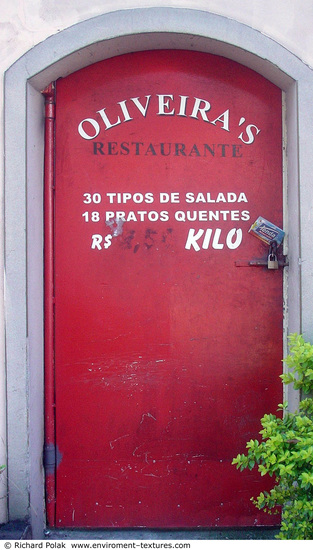 OLIVEIRA'S
RESTAURANTE
30 TIPOS DE SALADA
18 PRATOS QUENTES
R$ KILO
© Richard Polak www.enviroment-textures.com